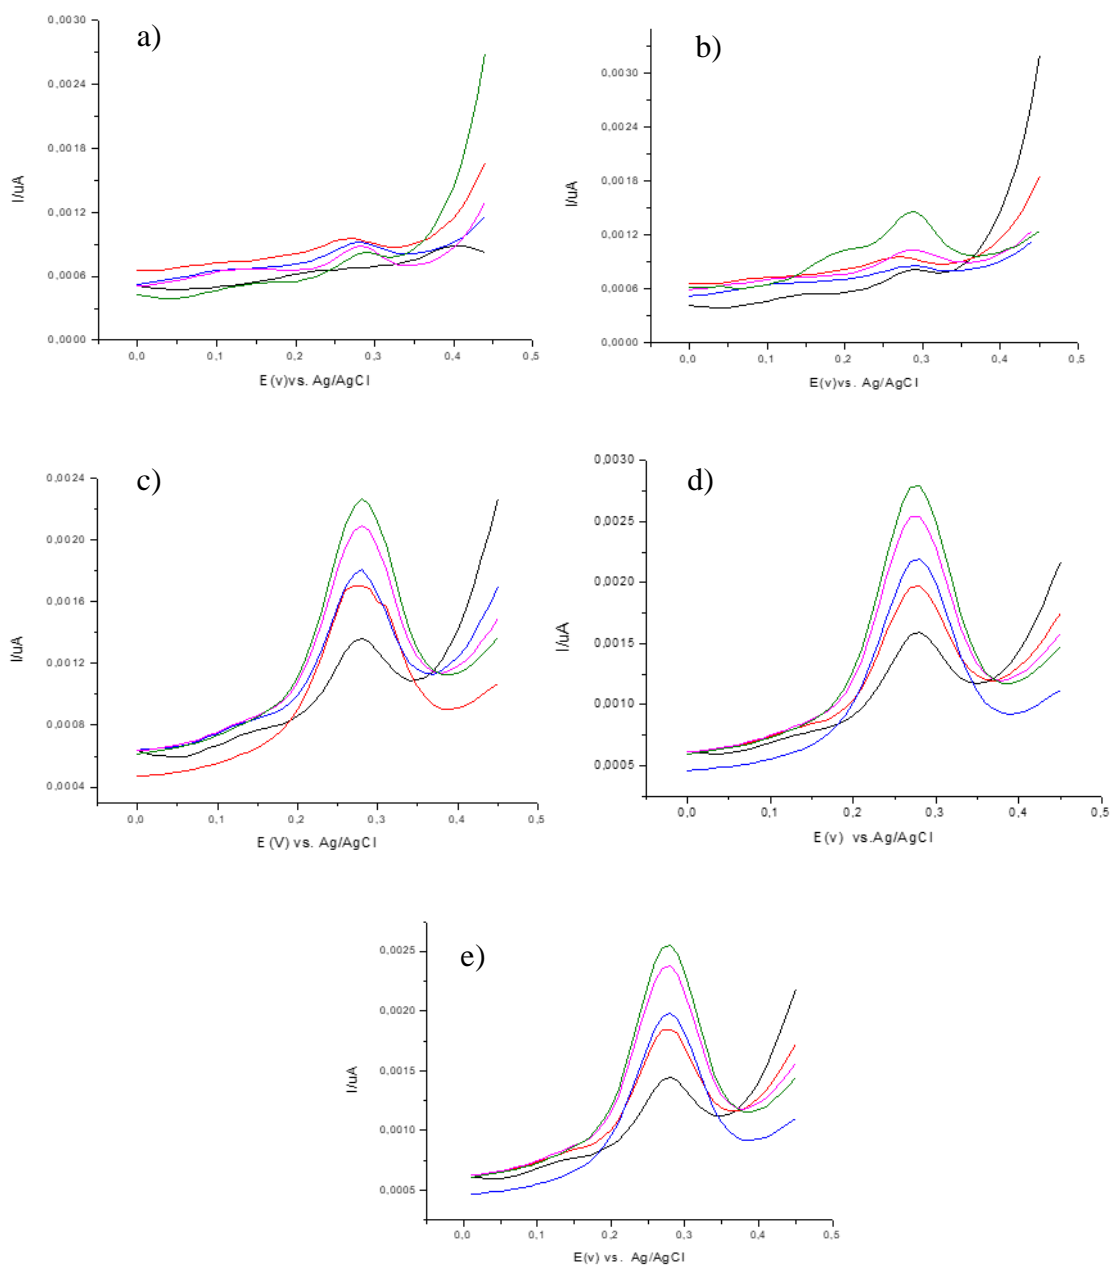 a)
0,0030
0,0024
0,0018
0,0012
0,0006
0,0000
I/uA
0,0 0,1 0,2 0,3 0,4 0,5
E (v)vs. Ag/AgCl
b)
0,0030
0,0024
0,0018
0,0012
0,0006
0,0000
I/uA
0,0 0,1 0,2 0,3 0,4 0,5
E (v)vs. Ag/AgCl
c)
0,0024
0,0020
0,0016
0,0012
0,0008
0,0004
I/uA
0,0 0,1 0,2 0,3 0,4 0,5
E (V) vs. Ag/AgCl
d)
0,0030
0,0025
0,0020
0,0015
0,0010
0,0005
I/uA
0,0 0,1 0,2 0,3 0,4 0,5
E (v) vs.Ag/AgCl
e)
0,0025
0,0020
0,0015
0,0010
0,0005
I/uA
0,0 0,1 0,2 0,3 0,4 0,5
E(v) vs. Ag/AgCl